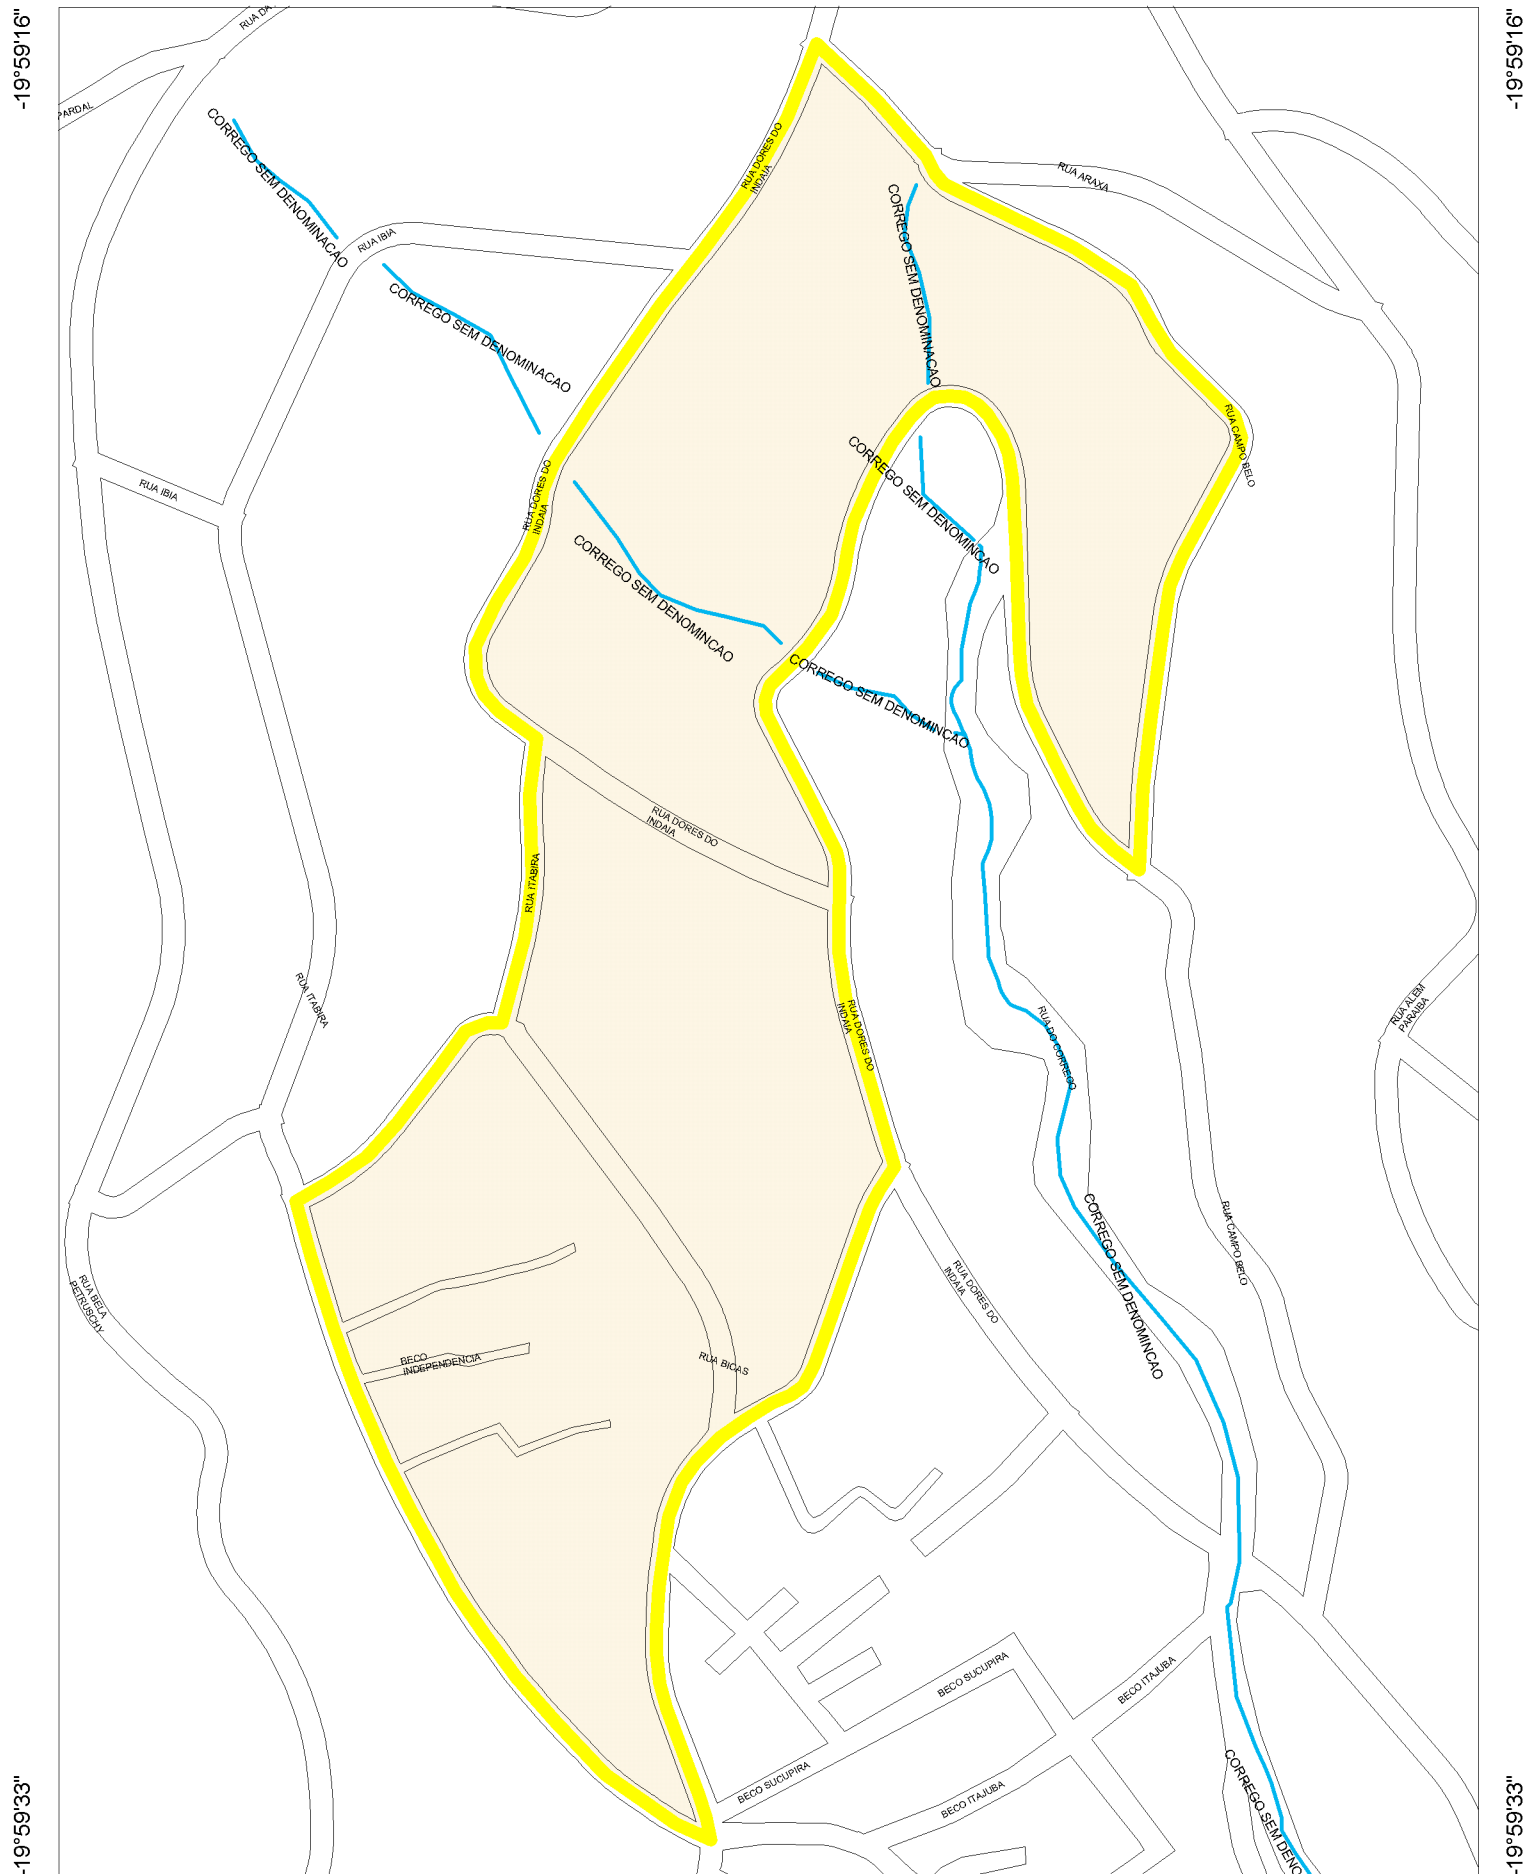 -19°59'16"
-19°59'16"
RUA DA
PARDAL
CORREGO SEM DENOMINACAO
RUA DORES DO
INDAIA
RUA ARAXA
RUA IBIA
CORREGO SEM DENOMINACAO
CORREGO SEM DENOMINACAO
RUA CAMPO BELO
CORREGO SEM DENOMINCAO
RUA IBIA
RUA DORES DO
INDAIA
CORREGO SEM DENOMINCAO
CORREGO SEM DENOMINCAO
RUA DORES DO
INDAIA
RUA ITABIRA
RUA ITABIRA
RUA DORES DO
INDAIA
RUA DO CORREGO
RUA ALEM
PARAIBA
CORREGO SEM DENOMINCAO
RUA CAMPO BELO
RUA DORES DO
INDAIA
RUA BELA
PETRUSCHY
BECO
INDEPENDENCIA
RUA BICAS
BECO SUCUPIRA
BECO ITAJUBA
BECO SUCUPIRA
BECO ITAJUBA
CORREGO SEM DENO
-19°59'33"
-19°59'33"